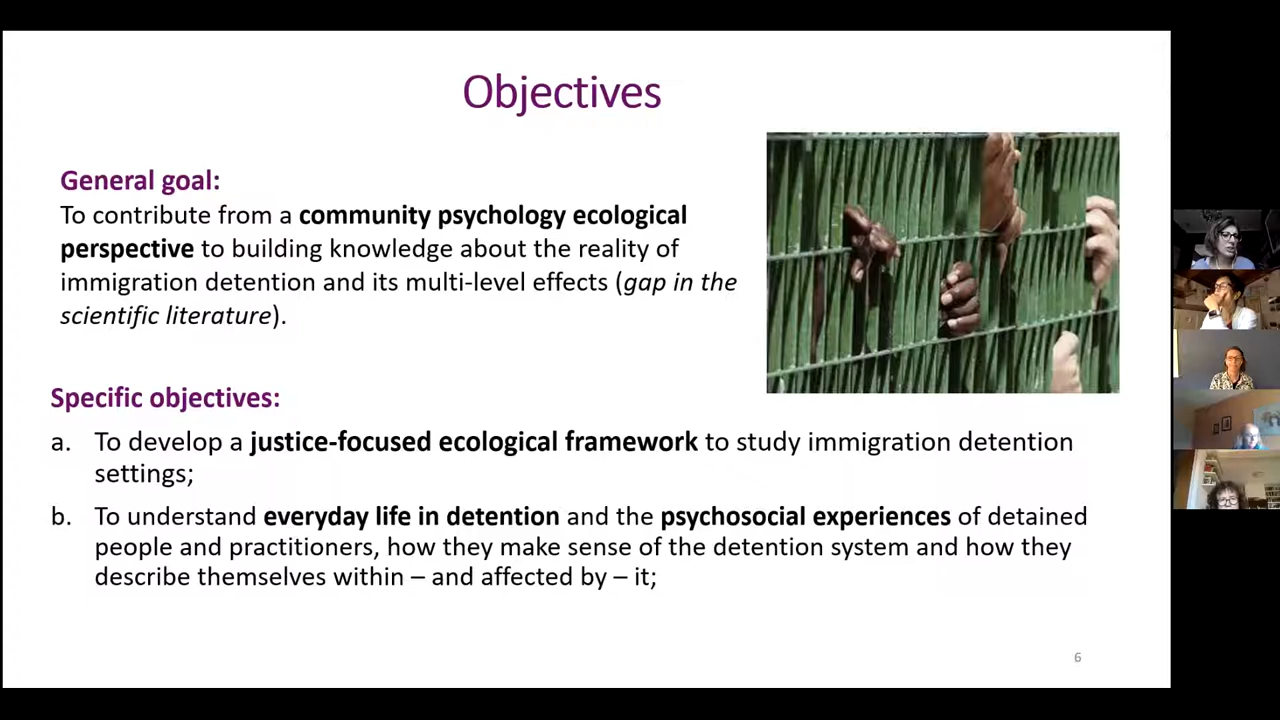 Objectives
General goal:
To contribute from a community psychology ecological
perspective to building knowledge about the reality of
immigration detention and its multi-level effects (gap in the
scientific literature).
Specific objectives:
a. To develop a justice-focused ecological framework to study immigration detention
settings;
b. To understand everyday life in detention and the psychosocial experiences of detained
people and practitioners, how they make sense of the detention system and how they
describe themselves within – and affected by – it;
6